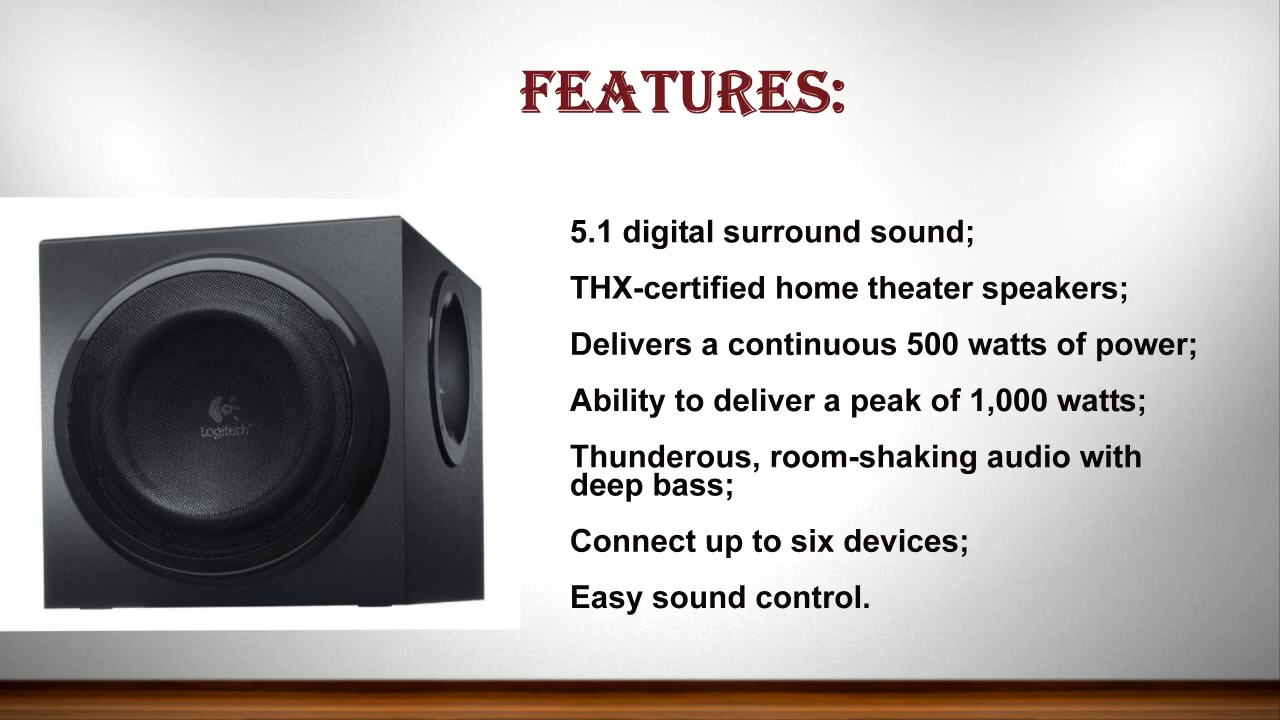 FEATURES:
5.1 digital surround sound;
THX-certified home theater speakers;
Delivers a continuous 500 watts of power;
Ability to deliver a peak of 1,000 watts;
Thunderous, room-shaking audio with
deep bass;
Connect up to six devices;
Easy sound control.
Logitech